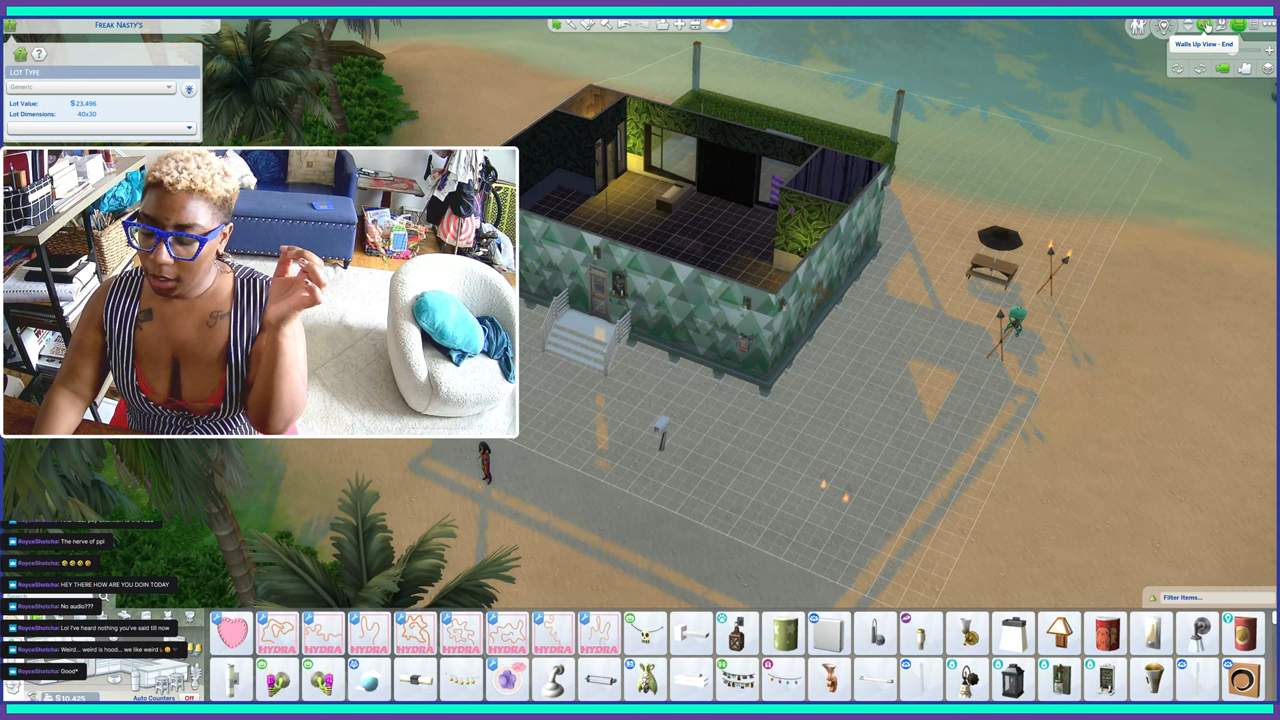 FREAK NASTY'S
Walls Up View - End
LOT TYPE
Generic
Lot Value: $23,496
Lot Dimensions: 40x30
RoyceShotcha: The nerve of ppl
RoyceShotcha:
RoyceShotcha: HEY THERE HOW ARE YOU DOIN TODAY
RoyceShotcha: No audio???
RoyceShotcha: Lol I've heard nothing you've said till now
RoyceShotcha: Weird... weird is hood... we like weird
RoyceShotcha: Good*
Filter Items...
HYDRA HYDRA HYDRA HYDRA HYDRA HYDRA HYDRA HYDRA
$10,425
Auto Counters Off